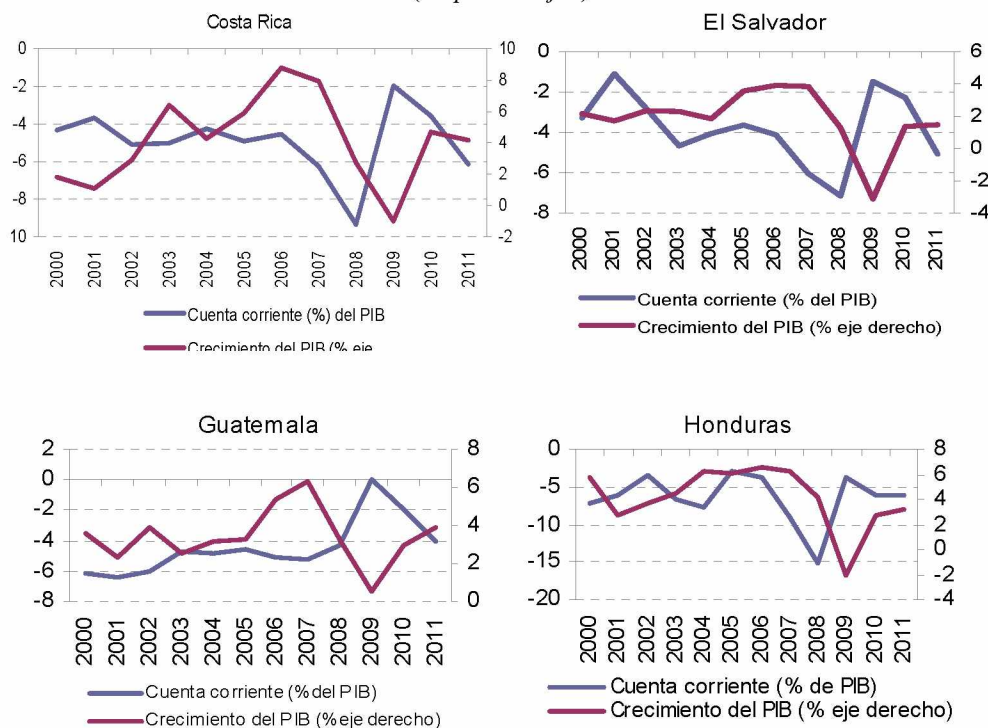 Costa Rica
0
-2
-4
-6
-8
10
10
8
6
4
2
0
-2
2000 2001 2002 2003 2004 2005 2006 2007 2008 2009 2010 2011
Cuenta corriente (%) del PIB
Crecimiento del PIB (% eje
El Salvador
0
-2
-4
-6
-8
6
4
2
0
-2
-4
2000 2001 2002 2003 2004 2005 2006 2007 2008 2009 2010 2011
Cuenta corriente (% del PIB)
Crecimiento del PIB (% eje derecho)
Guatemala
2
0
-2
-4
-6
-8
8
6
4
2
0
2000 2001 2002 2003 2004 2005 2006 2007 2008 2009 2010 2011
Cuenta corriente (%del PIB)
Crecimiento del PIB (%eje derecho)
Honduras
0
-5
-10
-15
-20
8
6
4
2
0
-2
-4
2000 2001 2002 2003 2004 2005 2006 2007 2008 2009 2010 2011
Cuenta corriente (% de PIB)
Crecimiento del PIB (% eje derecho)